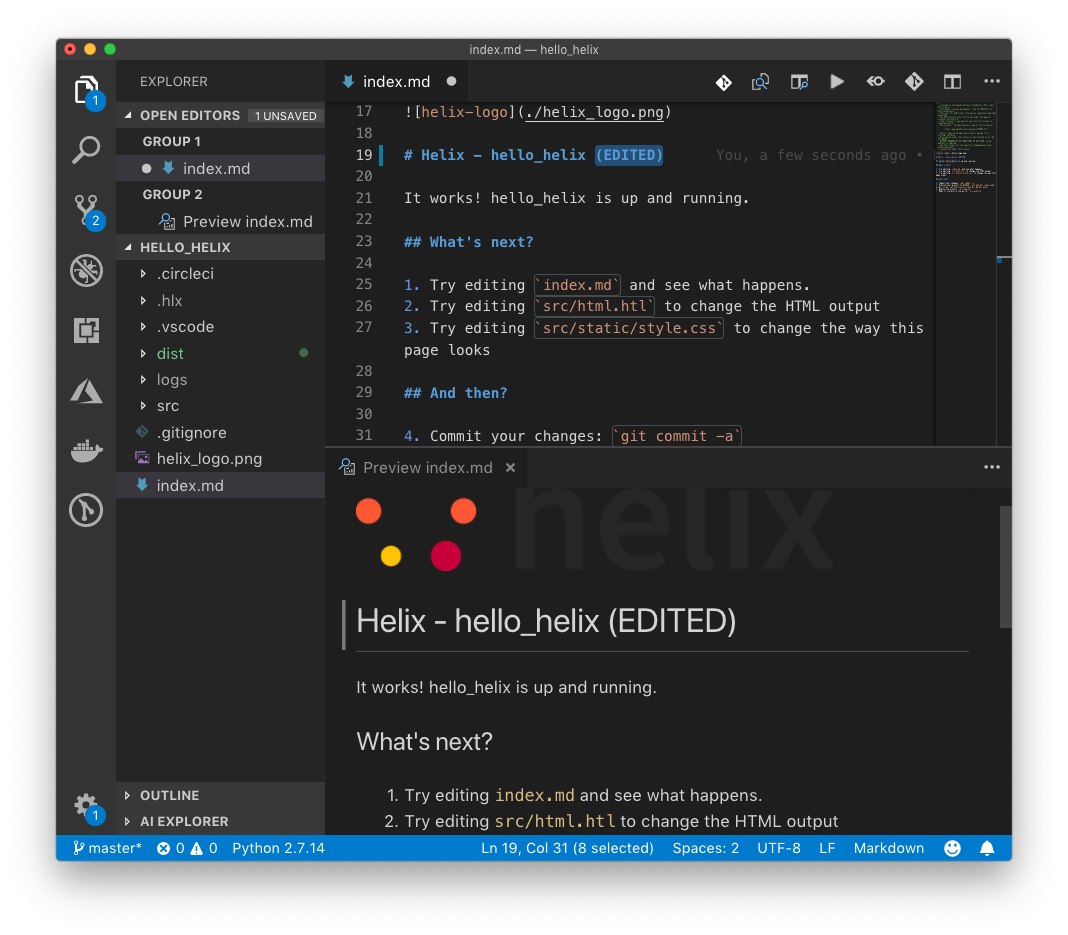 index.md — hello_helix
EXPLORER
OPEN EDITORS 1 UNSAVED
GROUP 1
index.md
GROUP 2
Preview index.md
HELLO_HELIX
.circleci
.hlx
.vscode
dist
logs
src
.gitignore
helix_logo.png
index.md
OUTLINE
AI EXPLORER
1
2
1
index.md
17 ![helix-logo](./helix_logo.png)
18
19 # Helix - hello_helix (EDITED) You, a few seconds ago •
20
21 It works! hello_helix is up and running.
22
23 ## What's next?
24
25 1. Try editing `index.md` and see what happens.
26 2. Try editing `src/html.htl` to change the HTML output
27 3. Try editing `src/static/style.css` to change the way this
page looks
28
29 ## And then?
30
31 4. Commit your changes: `git commit -a`
Preview index.md
helix
Helix - hello_helix (EDITED)
It works! hello_helix is up and running.
What's next?
1. Try editing index.md and see what happens.
2. Try editing src/html.htl to change the HTML output
master* 0 0 Python 2.7.14 Ln 19, Col 31 (8 selected) Spaces: 2 UTF-8 LF Markdown